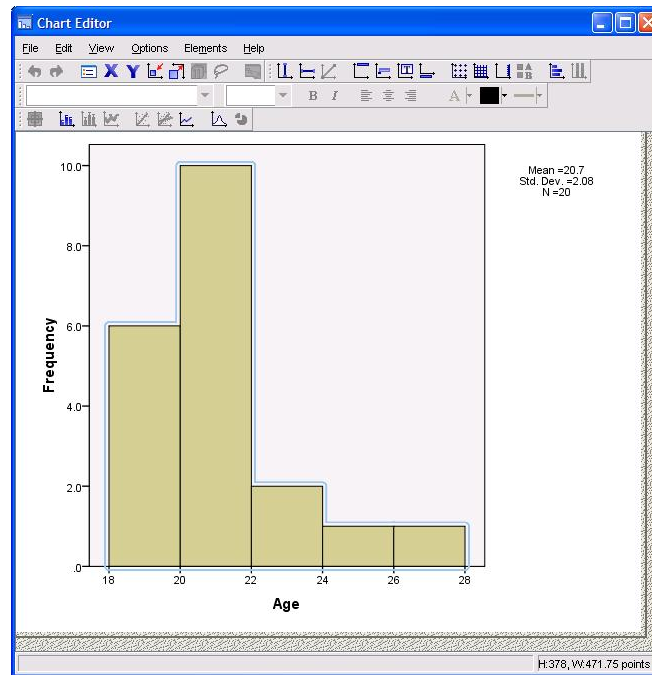 Chart Editor
File Edit View Options Elements Help
X Y
B I A
Mean =20.7
Std. Dev. =2.08
N =20
10.0
8.0
6.0
4.0
2.0
.0
Frequency
18 20 22 24 26 28
Age
H:378, W:471.75 points